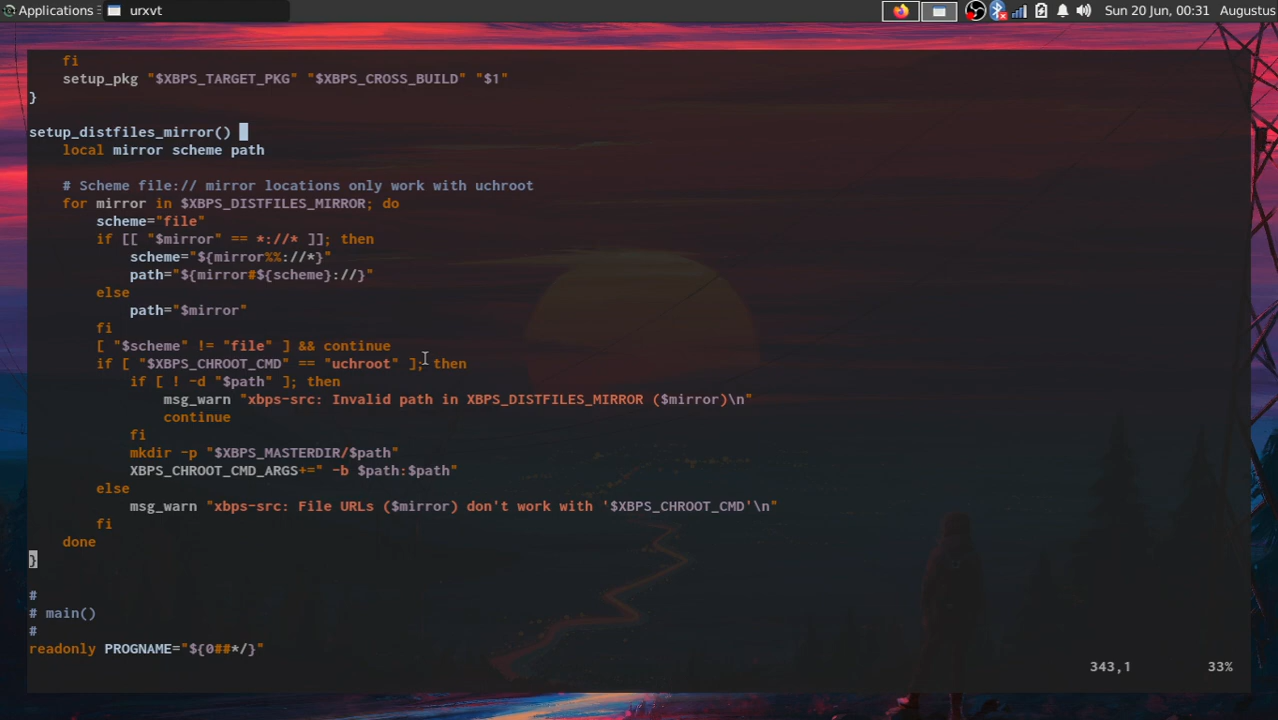 Applications
urxvt
Sun 20 Jun, 00:31
Augustus
    fi
    setup_pkg "$XBPS_TARGET_PKG" "$XBPS_CROSS_BUILD" "$1"
}
setup_distfiles_mirror()
    local mirror scheme path
    # Scheme file:// mirror locations only work with uchroot
    for mirror in $XBPS_DISTFILES_MIRROR; do
        scheme="file"
        if [[ "$mirror" == *://* ]]; then
            scheme="${mirror%%://*}"
            path="${mirror#${scheme}://}"
        else
            path="$mirror"
        fi
        [ "$scheme" != "file" ] && continue
        if [ "$XBPS_CHROOT_CMD" == "uchroot" ]; then
            if [ ! -d "$path" ]; then
                msg_warn "xbps-src: Invalid path in XBPS_DISTFILES_MIRROR ($mirror)\n"
                continue
            fi
            mkdir -p "$XBPS_MASTERDIR/$path"
            XBPS_CHROOT_CMD_ARGS+=" -b $path:$path"
        else
            msg_warn "xbps-src: File URLs ($mirror) don't work with '$XBPS_CHROOT_CMD'\n"
        fi
    done
}
#
# main()
#
readonly PROGNAME="${0##*/}"
343,1
33%